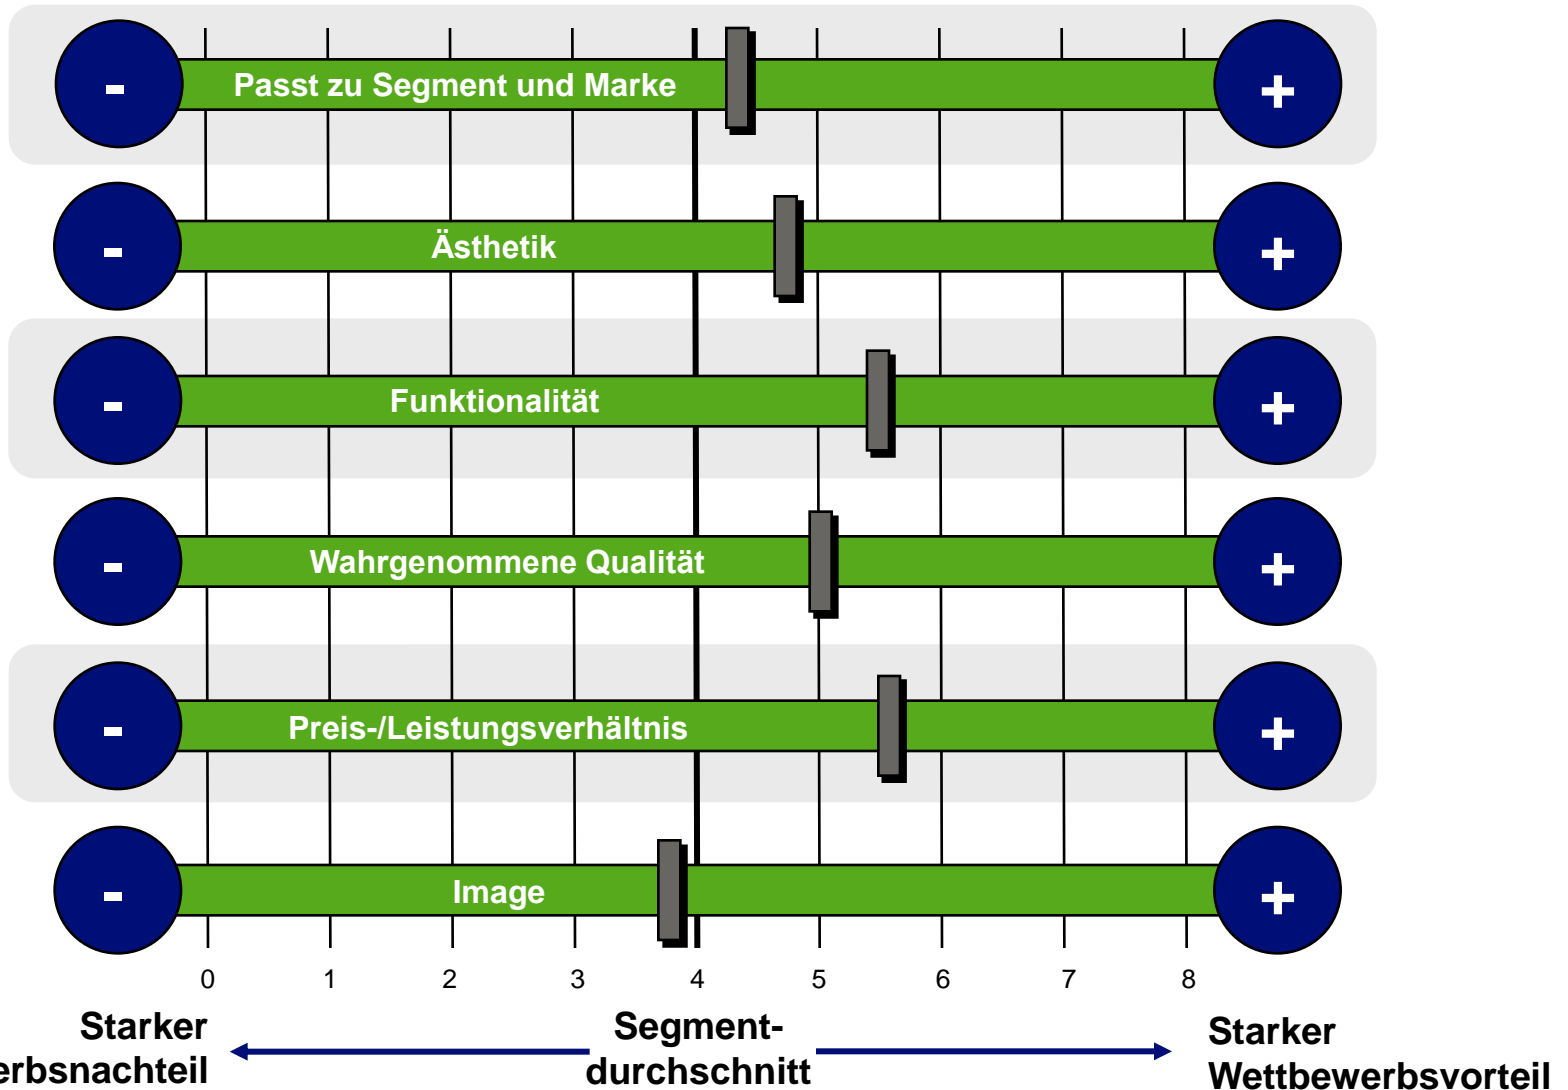 - Passt zu Segment und Marke +
- Ästhetik +
- Funktionalität +
- Wahrgenommene Qualität +
- Preis-/Leistungsverhältnis +
- Image +
0 1 2 3 4 5 6 7 8
Starker
erbsnachteil
Segment-
durchschnitt
Starker
Wettbewerbsvorteil